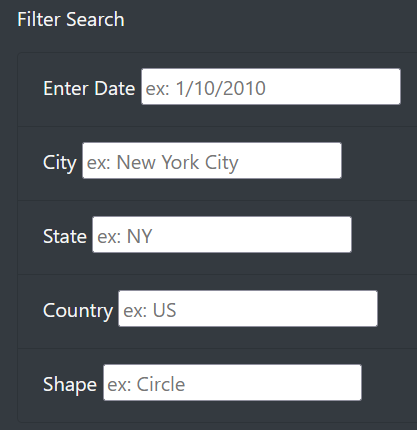 Filter Search
Enter Date ex: 1/10/2010
City ex: New York City
State ex: NY
Country ex: US
Shape ex: Circle